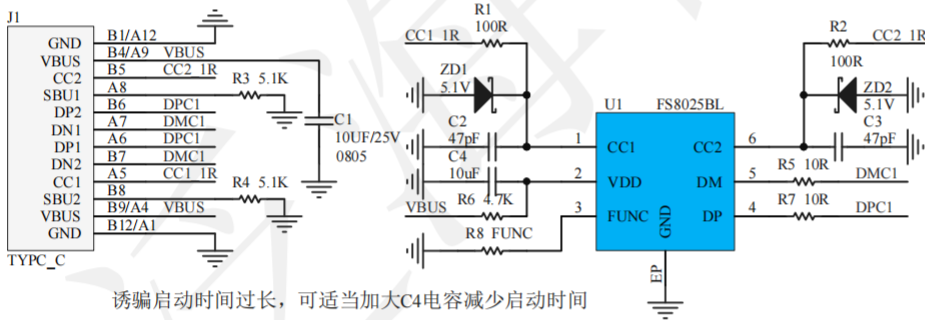 J1
TYPC_C
GND B1/A12
VBUS B4/A9 VBUS
CC2 B5 CC2_1R
SBU1 A8
DP2 B6 DPC1
DN1 A7 DMC1
DP1 A6 DPC1
DN2 B7 DMC1
CC1 A5 CC1_1R
SBU2 B8
VBUS B9/A4 VBUS
GND B12/A1
R3 5.1K
R4 5.1K
C1
10UF/25V
0805
R1
100R
CC1_1R
ZD1
5.1V
C2
47pF
C4
10uF
VBUS R6 4.7K
R8 FUNC
U1 FS8025BL
1 CC1 CC2 6
2 VDD DM 5
3 FUNC DP 4
GND
EP
R2
100R
CC2_1R
ZD2
5.1V
C3
47pF
R5 10R DMC1
R7 10R DPC1
诱骗启动时间过长，可适当加大C4电容减少启动时间